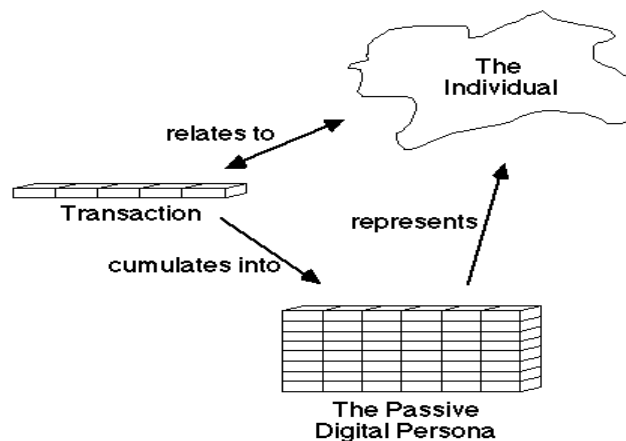 The
Individual
relates to
Transaction
represents
cumulates into
The Passive
Digital Persona